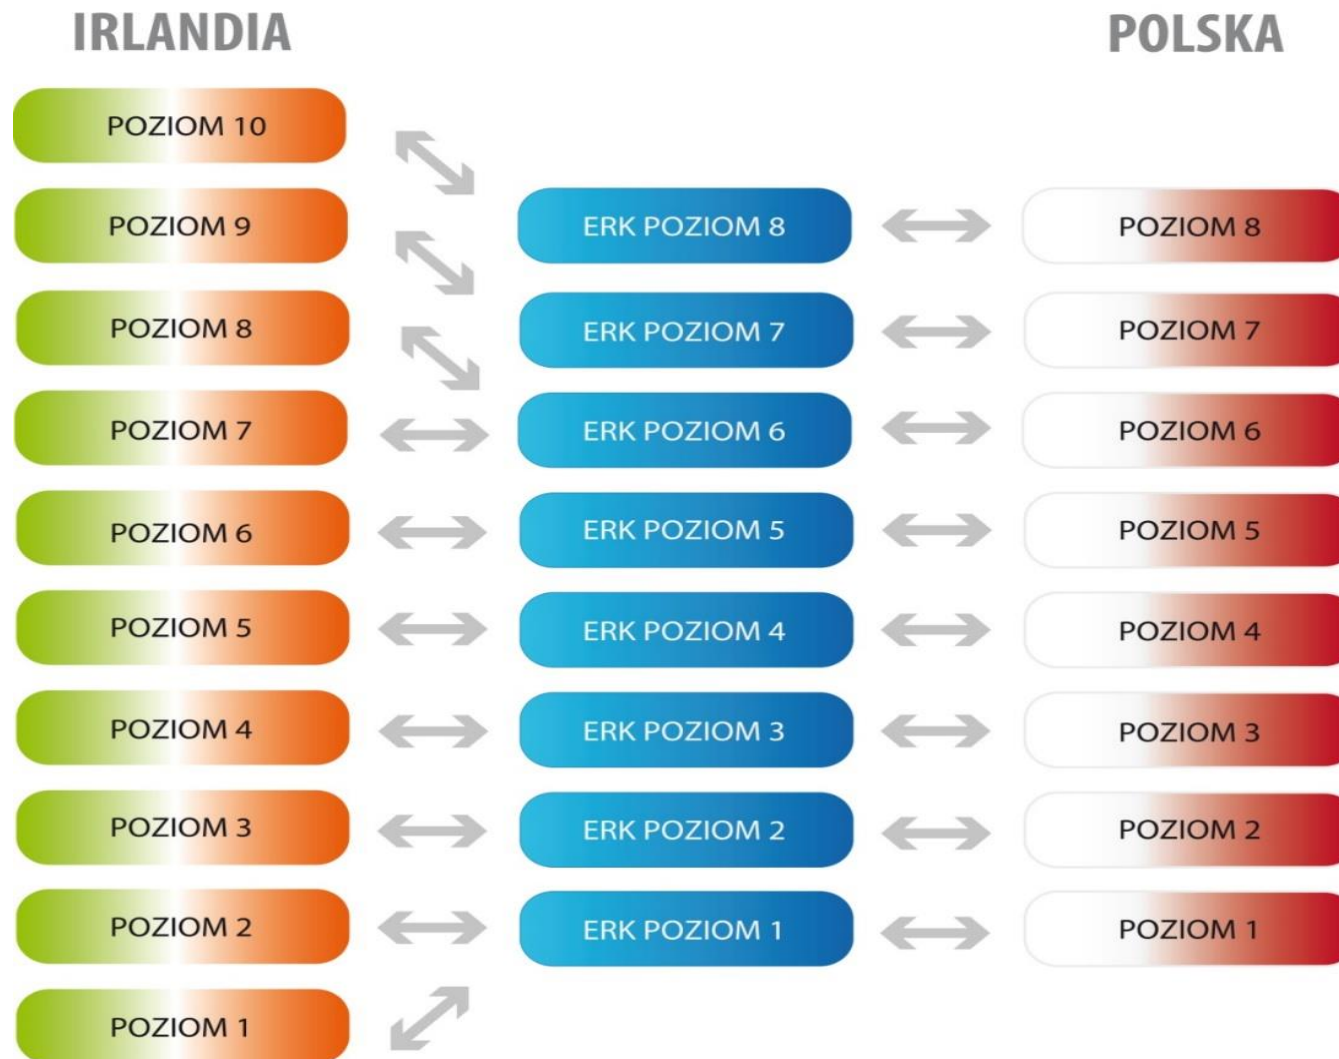 IRLANDIA
POLSKA
POZIOM 10
POZIOM 9
ERK POZIOM 8
POZIOM 8
POZIOM 8
ERK POZIOM 7
POZIOM 7
POZIOM 7
ERK POZIOM 6
POZIOM 6
POZIOM 6
ERK POZIOM 5
POZIOM 5
POZIOM 5
ERK POZIOM 4
POZIOM 4
POZIOM 4
ERK POZIOM 3
POZIOM 3
POZIOM 3
ERK POZIOM 2
POZIOM 2
POZIOM 2
ERK POZIOM 1
POZIOM 1
POZIOM 1